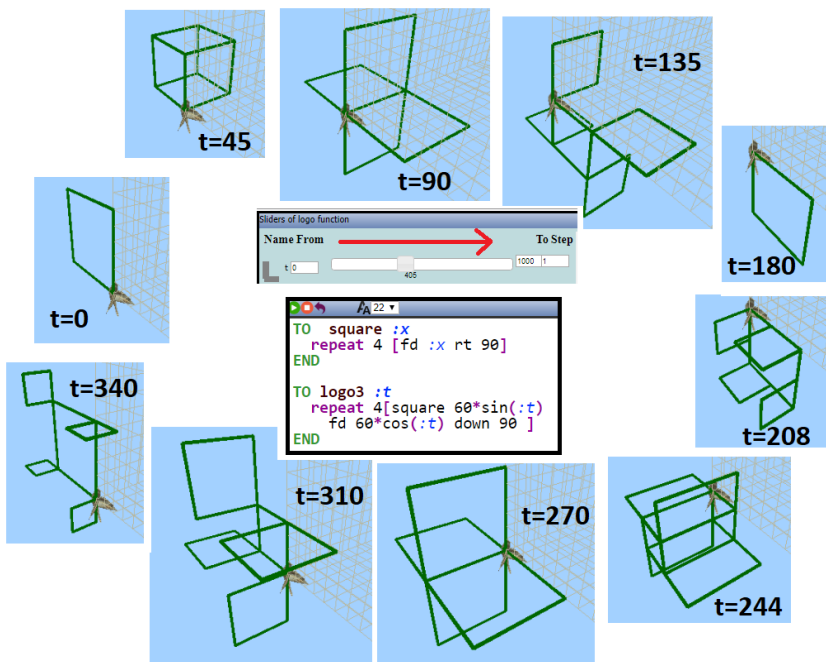 t=45
t=90
t=135
t=180
t=0
Sliders of logo function
Name From To Step
t 0 405 1000 1
22
TO square :x
repeat 4 [fd :x rt 90]
END
TO logo3 :t
repeat 4[square 60*sin(:t)
fd 60*cos(:t) down 90 ]
END
t=340
t=208
t=310
t=270
t=244